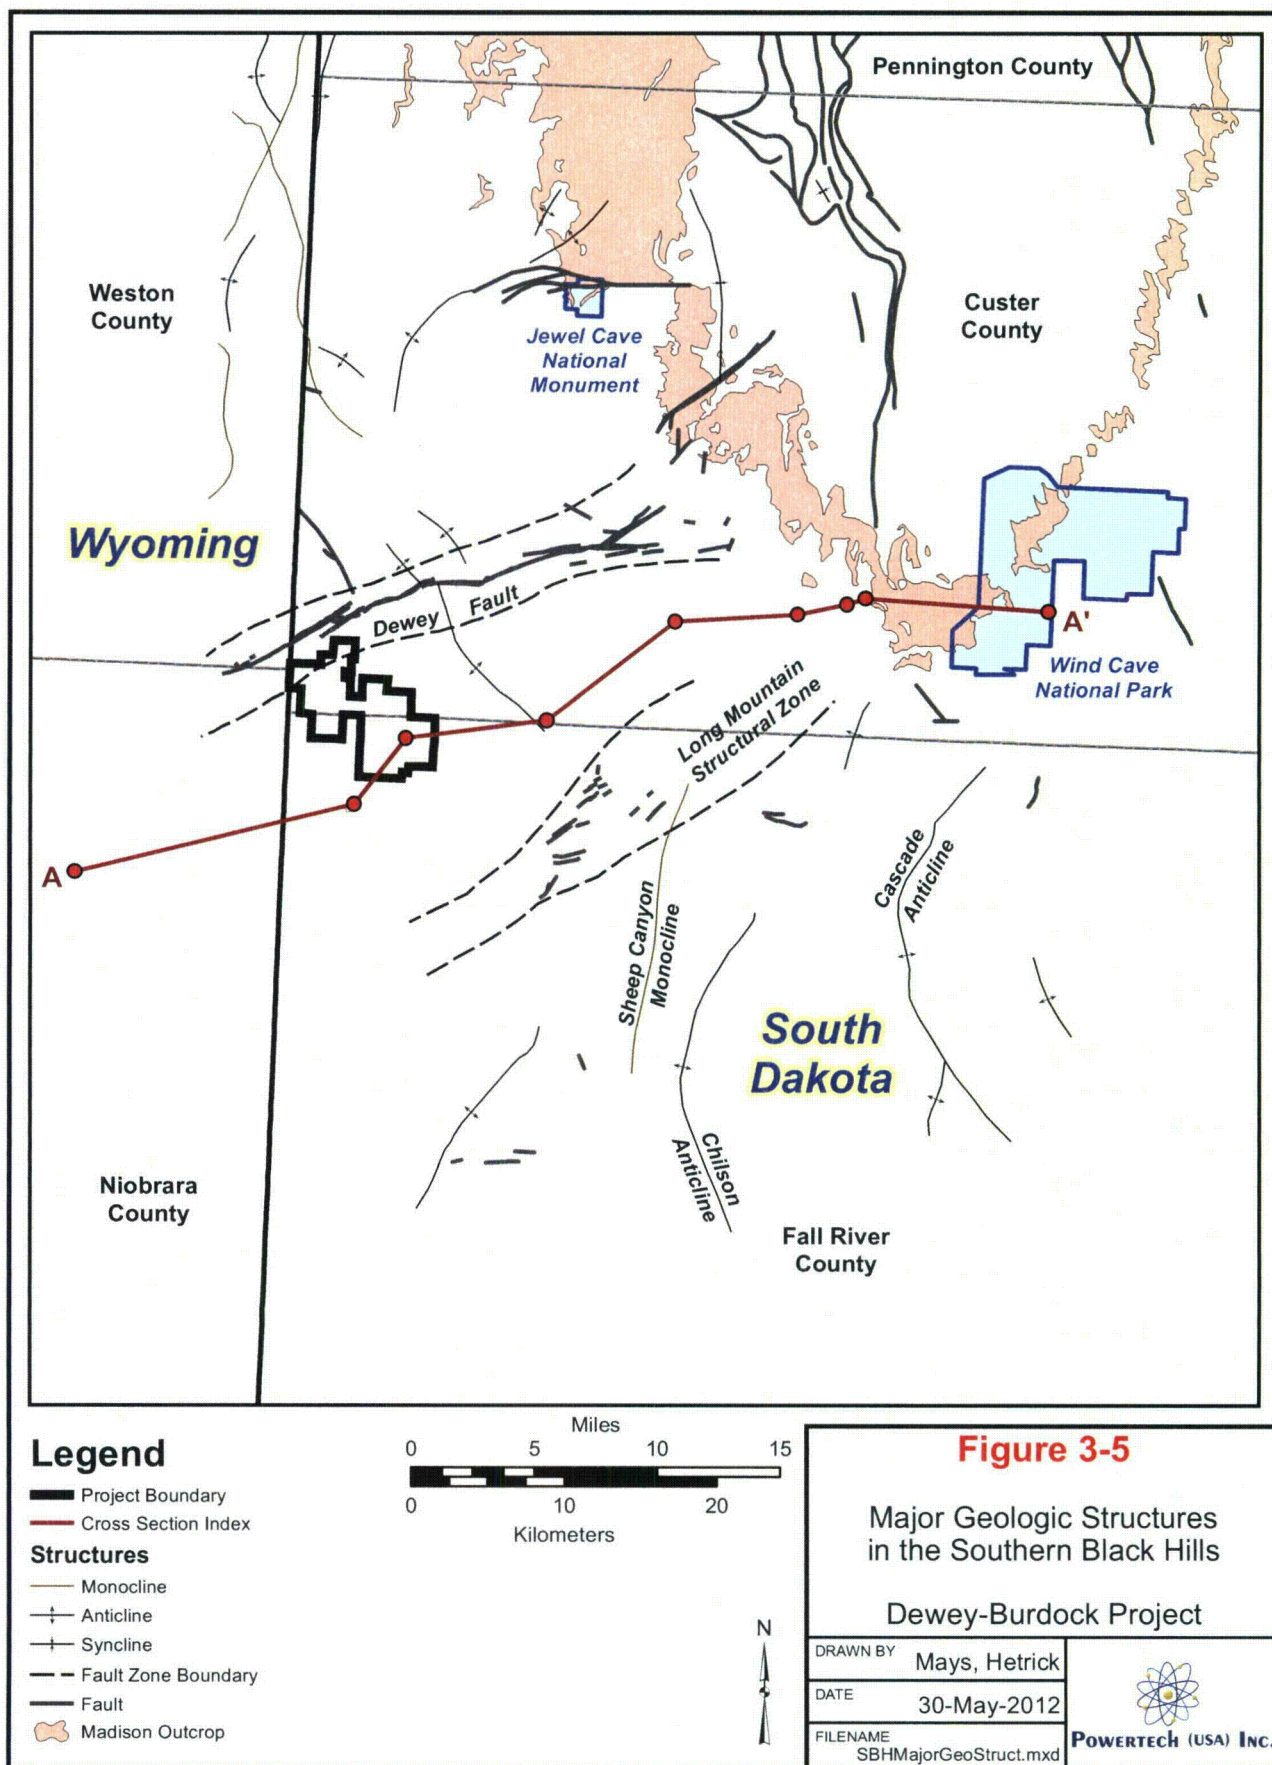 Pennington County
Weston
County
Custer
County
Jewel Cave
National
Monument
Wyoming
Dewey Fault
A'
Wind Cave
National Park
Long Mountain
Structural Zone
A
Cascade
Anticline
Sheep Canyon
Monocline
South
Dakota
Chilson
Anticline
Niobrara
County
Fall River
County
Legend
Project Boundary
Cross Section Index
Structures
Monocline
Anticline
Syncline
Fault Zone Boundary
Fault
Madison Outcrop
Miles
0 5 10 15
0 10 20
Kilometers
N
Figure 3-5
Major Geologic Structures
in the Southern Black Hills
Dewey-Burdock Project
DRAWN BY Mays, Hetrick
DATE 30-May-2012
FILENAME SBHMajorGeoStruct.mxd
POWERTECH (USA) INC.